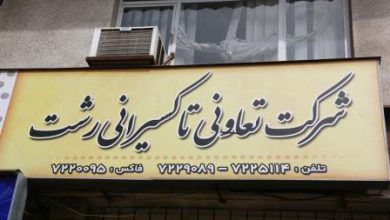 شرکت تعاونی تاکسیرانی رشت
تلفن : ۷۲۲۵۱۱۴ – ۷۲۲۹۰۸۹ فاکس : ۷۲۲۰۰۹۵